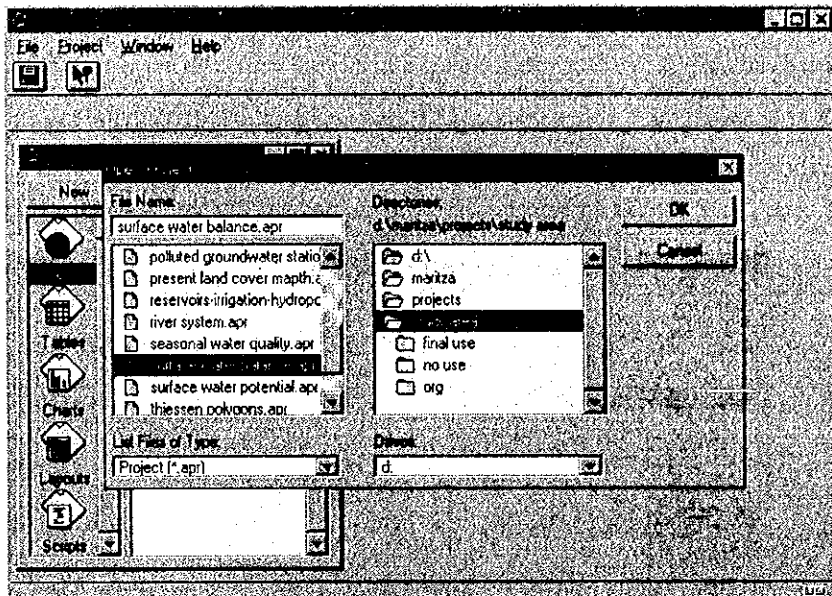 File Project Window Help
New
File Name:
surface water balance.apr
polluted groundwater statio
present land cover mapth.
reservoirs-irrigation-hydropo
river system.apr
seasonal water quality.apr
surface water potential.apr
thiessen polygons.apr
List Files of Type:
Project (*.apr)
Directories:
d:\maritza\projects\study area
d:\
maritza
projects
final use
no use
org
Drives:
d:
OK
Cancel
Tables
Charts
Layouts
Scripts